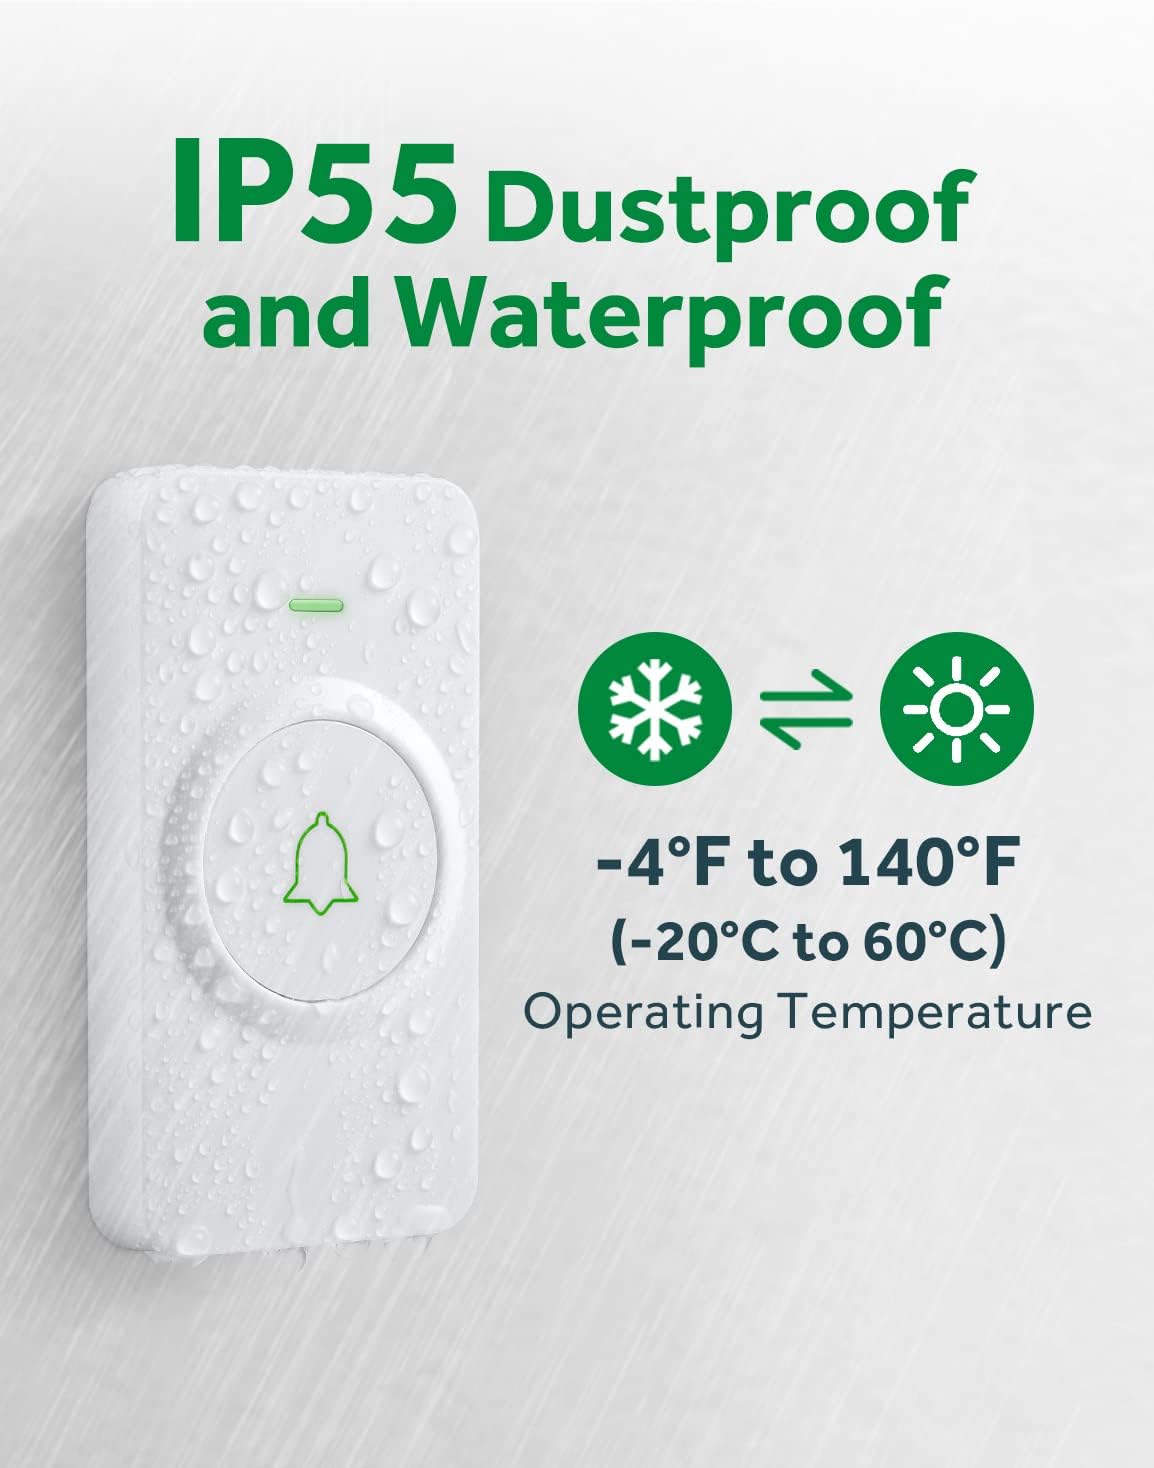 IP55 Dustproof
and Waterproof
-4°F to 140°F
(-20°C to 60°C)
Operating Temperature